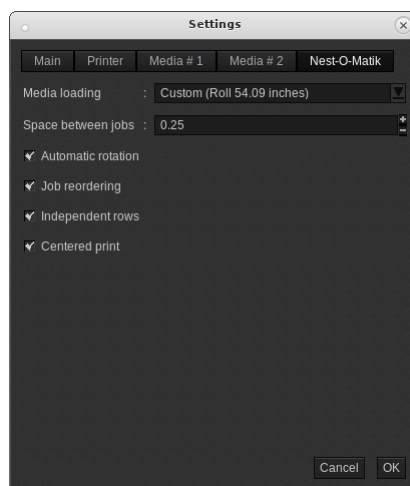 Settings
Main Printer Media # 1 Media # 2 Nest-O-Matik
Media loading : Custom (Roll 54.09 inches)
Space between jobs : 0.25
Automatic rotation
Job reordering
Independent rows
Centered print
Cancel OK